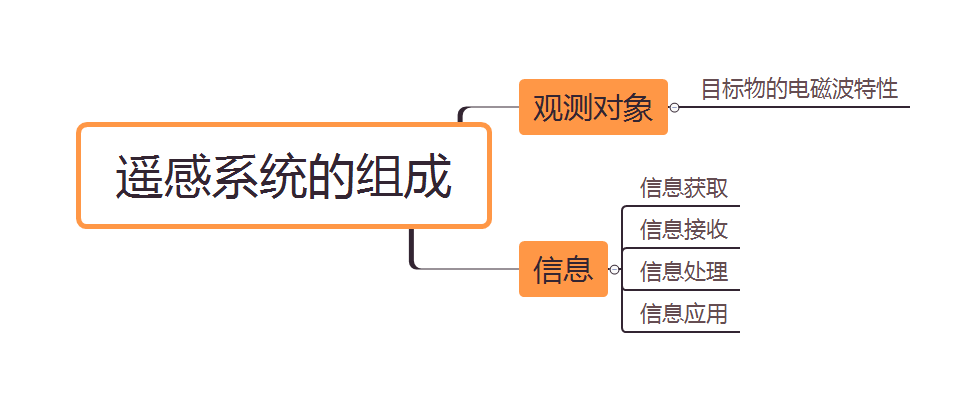 遥感系统的组成
观测对象
目标物的电磁波特性
信息
信息获取
信息接收
信息处理
信息应用